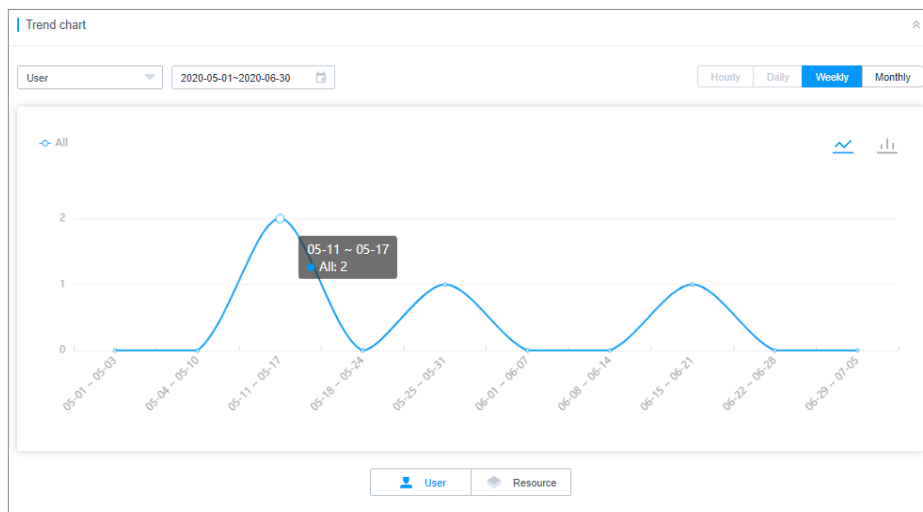 Trend chart
User
2020-05-01~2020-06-30
Hourly
Daily
Weekly
Monthly
All
2
05-11 ~ 05-17
All: 2
1
0
05-01 ~ 05-03
05-04 ~ 05-10
05-11 ~ 05-17
05-18 ~ 05-24
05-25 ~ 05-31
06-01 ~ 06-07
06-08 ~ 06-14
06-15 ~ 06-21
06-22 ~ 06-28
06-29 ~ 07-05
User
Resource